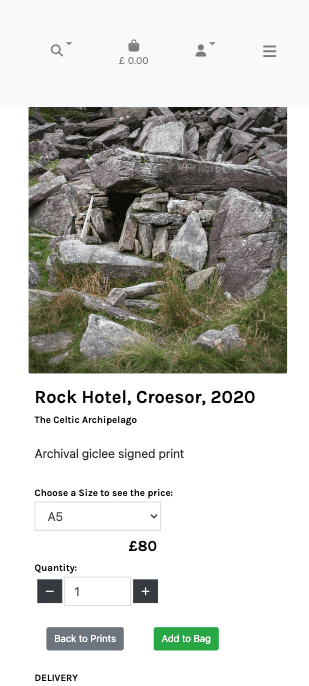 £ 0.00
Rock Hotel, Croesor, 2020
The Celtic Archipelago
Archival giclee signed print
Choose a Size to see the price:
A5
£80
Quantity:
− 1 +
Back to Prints Add to Bag
DELIVERY